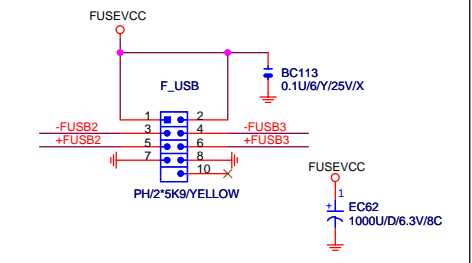 FUSEVCC
BC113
0.1U/6/Y/25V/X
F_USB
1 2
-FUSB2 3 4 -FUSB3
+FUSB2 5 6 +FUSB3
7 8
10
PH/2*5K9/YELLOW
FUSEVCC
1
+ EC62
1000U/D/6.3V/8C